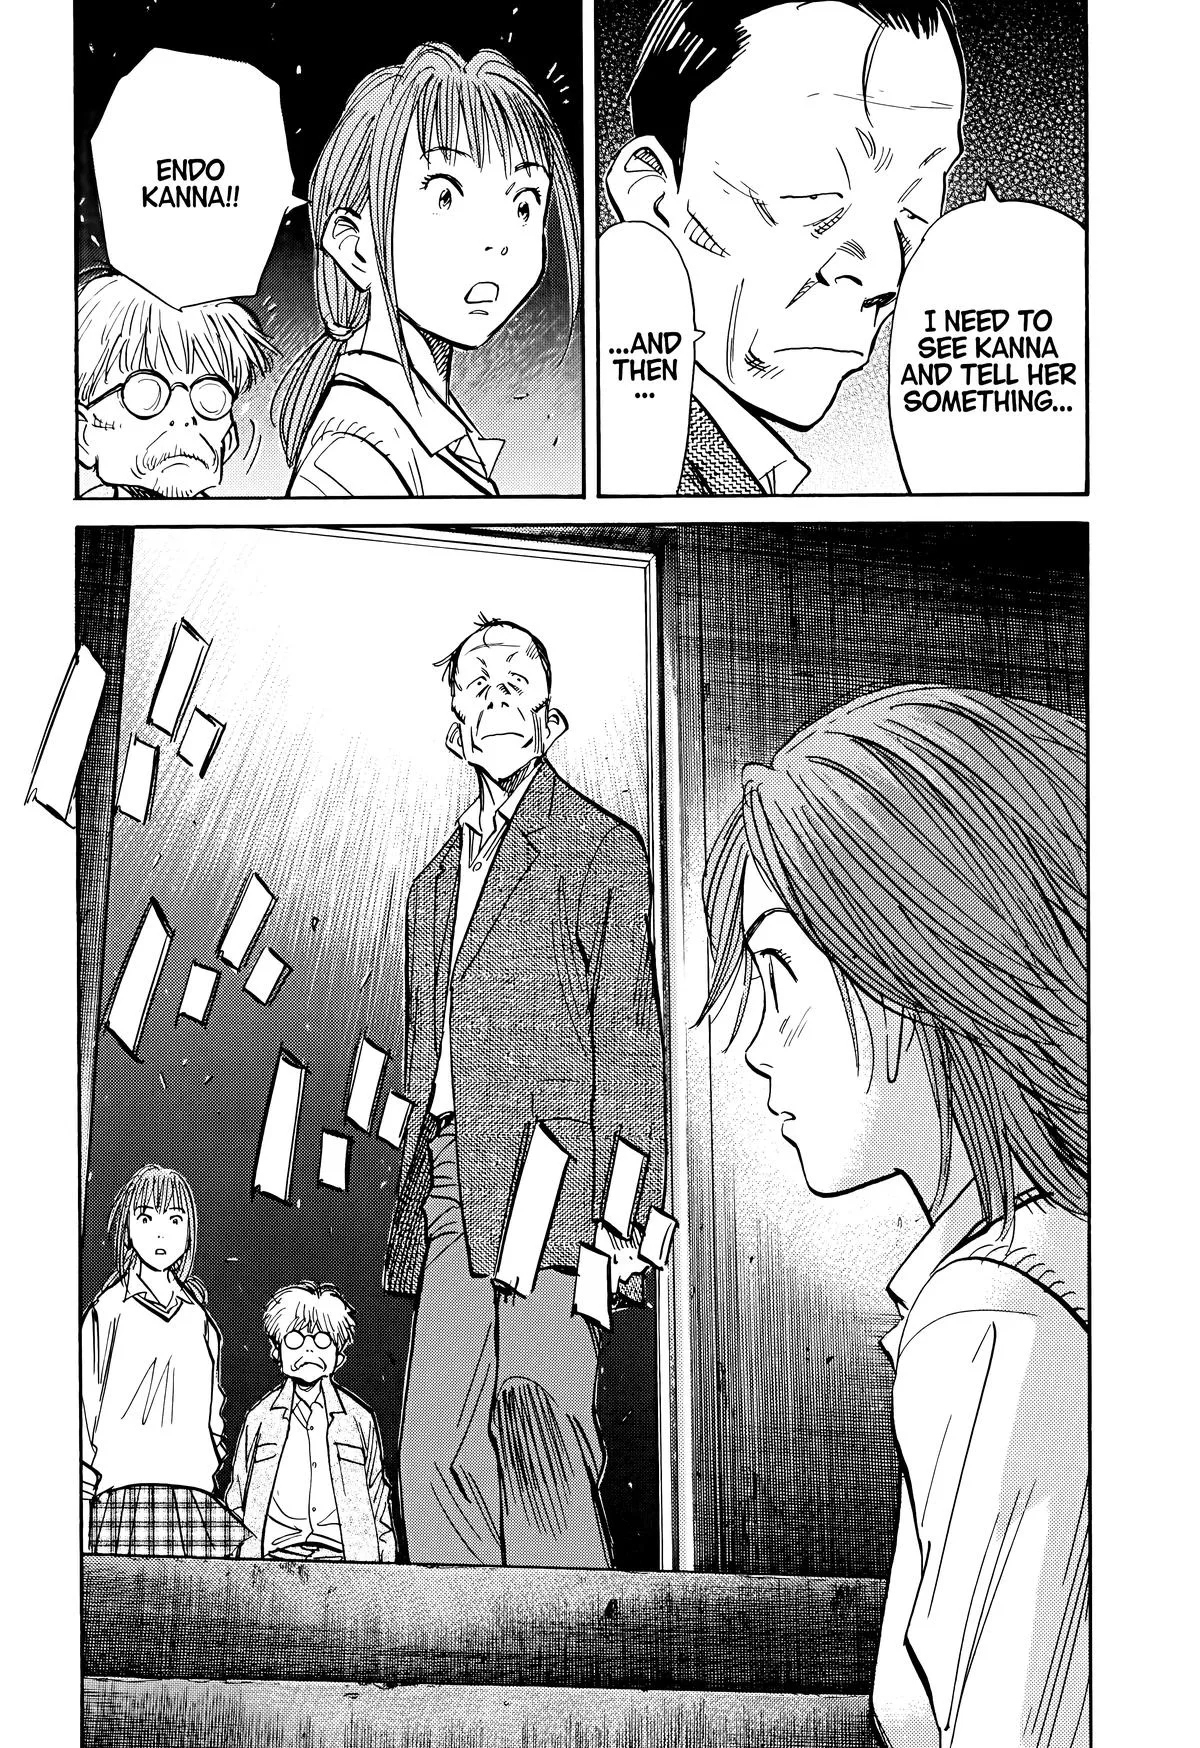 I NEED TO
SEE KANNA
AND TELL HER
SOMETHING...
...AND
THEN
...
ENDO
KANNA!!